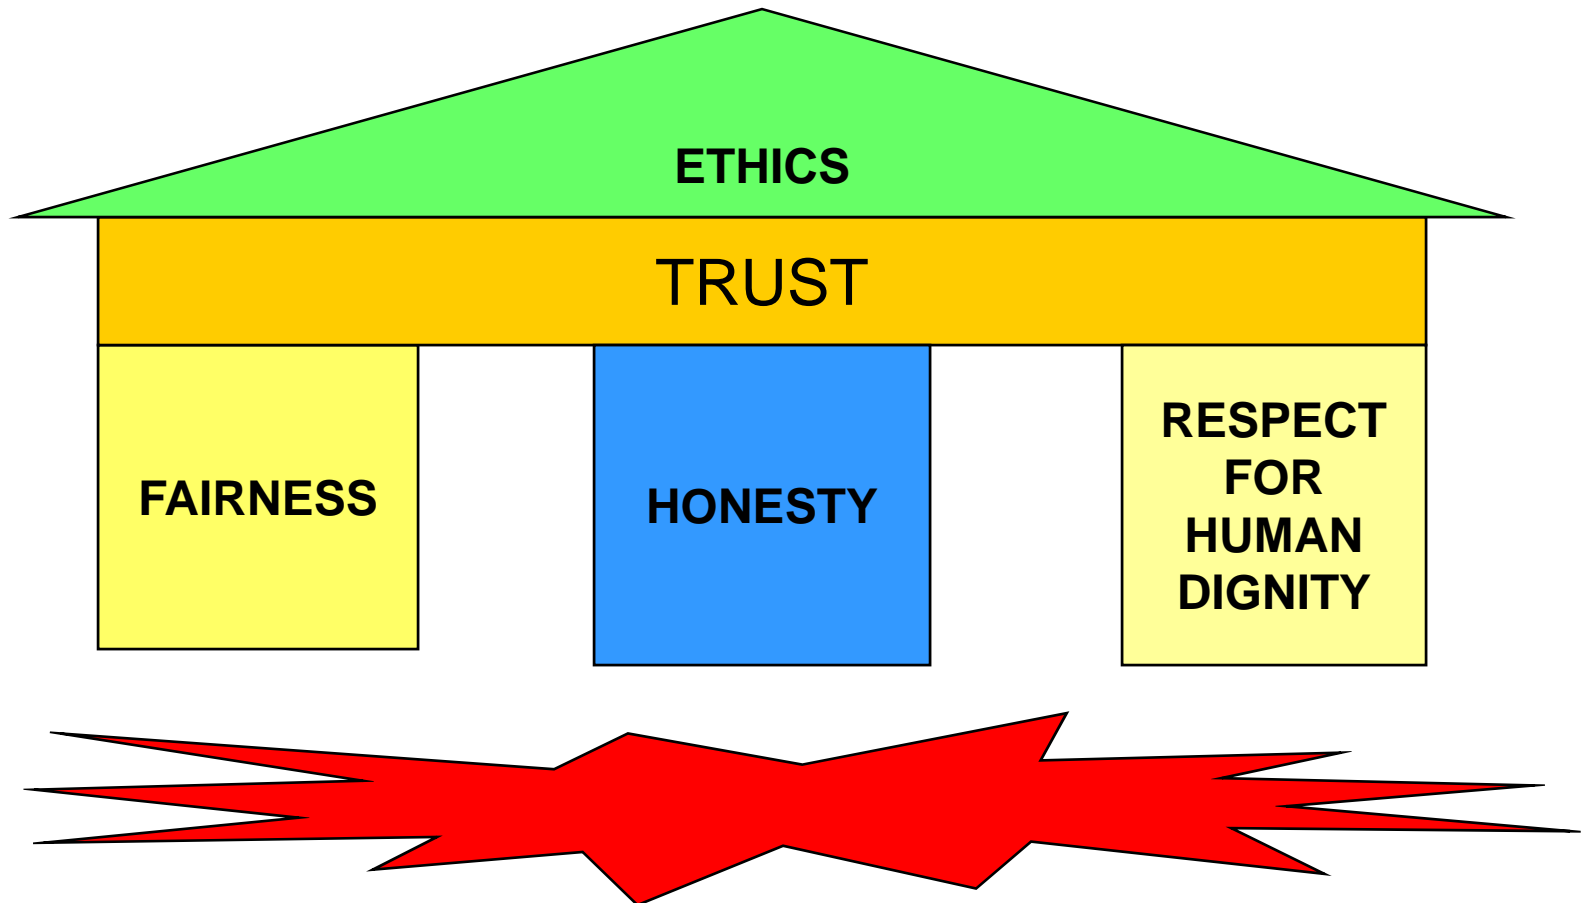 ETHICS
TRUST
FAIRNESS
HONESTY
RESPECT
FOR
HUMAN
DIGNITY